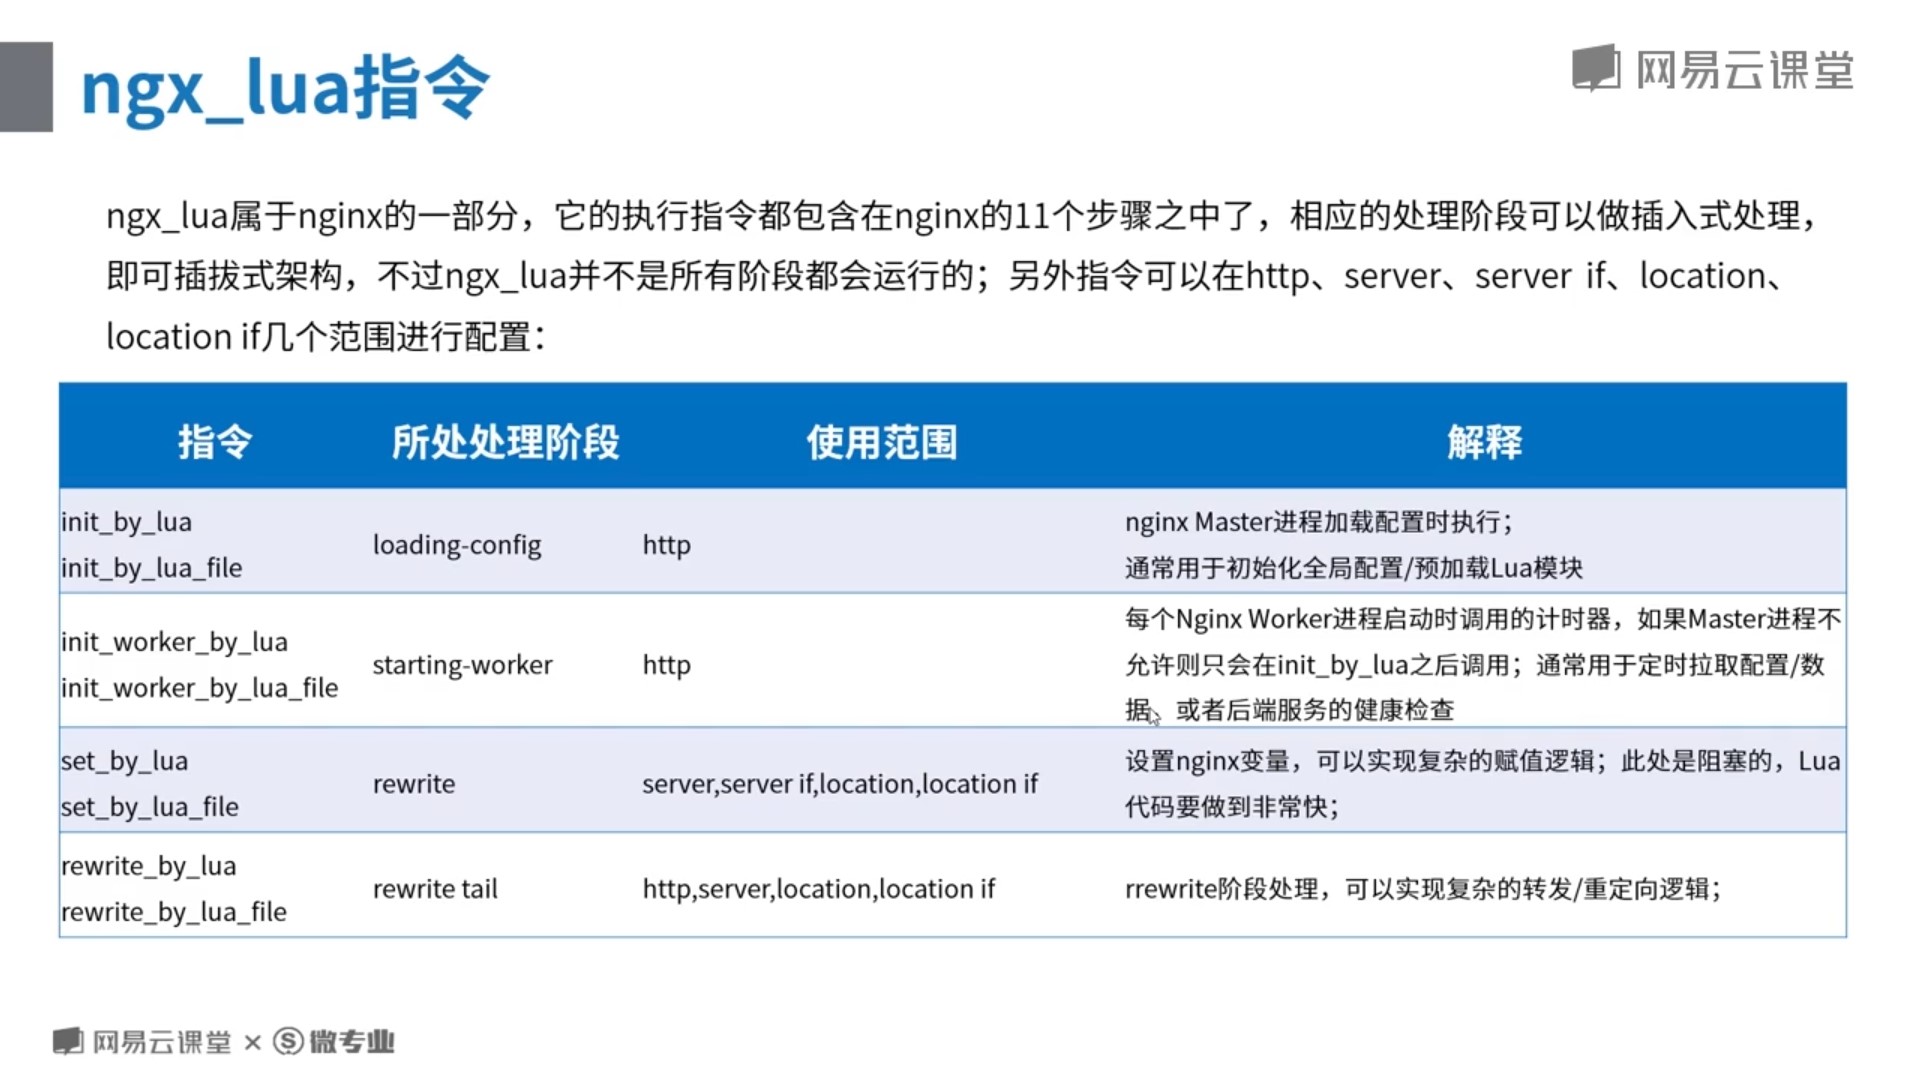 ngx_lua指令
网易云课堂
ngx_lua属于nginx的一部分，它的执行指令都包含在nginx的11个步骤之中了，相应的处理阶段可以做插入式处理，
即可插拔式架构，不过ngx_lua并不是所有阶段都会运行的；另外指令可以在http、server、server if、location、
location if几个范围进行配置：
指令 所处处理阶段 使用范围 解释
init_by_lua
init_by_lua_file
loading-config
http
nginx Master进程加载配置时执行；
通常用于初始化全局配置/预加载Lua模块
init_worker_by_lua
init_worker_by_lua_file
starting-worker
http
每个Nginx Worker进程启动时调用的计时器，如果Master进程不
允许则只会在init_by_lua之后调用；通常用于定时拉取配置/数
据、或者后端服务的健康检查
set_by_lua
set_by_lua_file
rewrite
server,server if,location,location if
设置nginx变量，可以实现复杂的赋值逻辑；此处是阻塞的，Lua
代码要做到非常快；
rewrite_by_lua
rewrite_by_lua_file
rewrite tail
http,server,location,location if
rrewrite阶段处理，可以实现复杂的转发/重定向逻辑；
网易云课堂 × S微专业